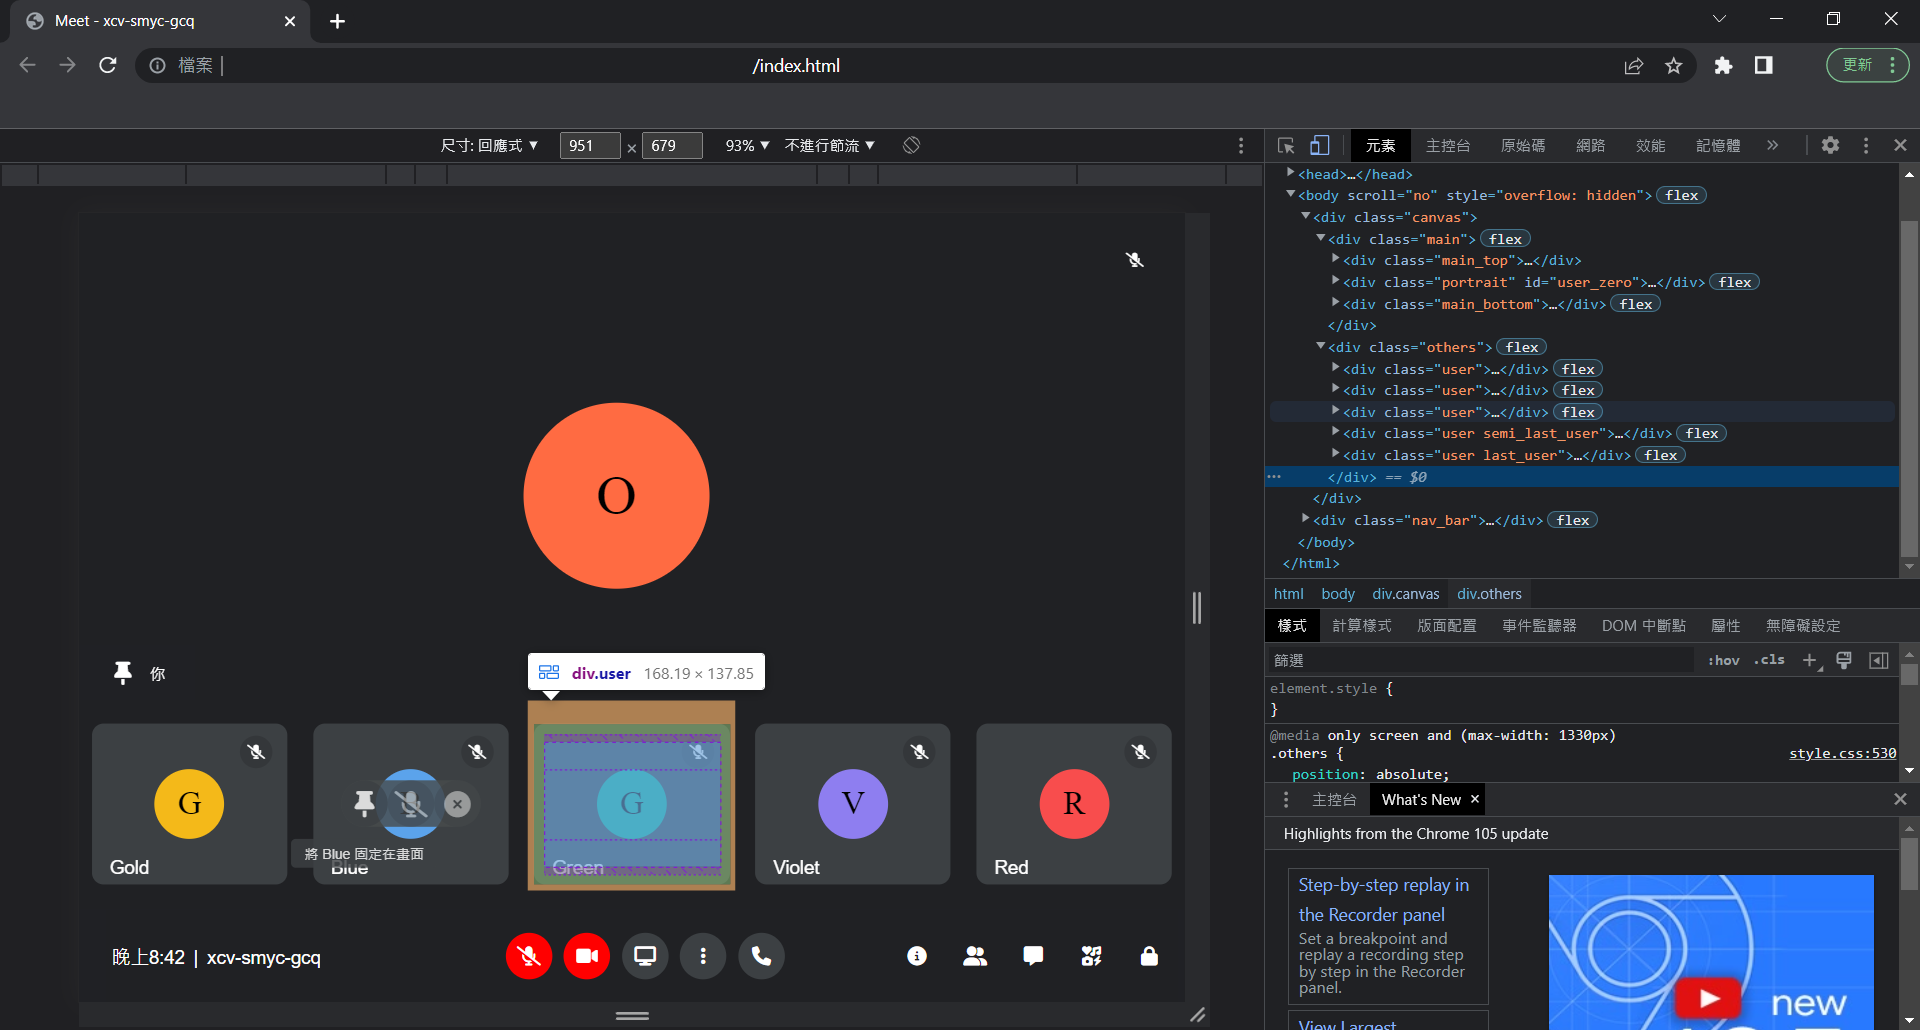 Meet - xcv-smyc-gcq
檔案 | /index.html
更新
尺寸: 回應式 ▼ 951 × 679 93% ▼ 不進行節流 ▼
元素 主控台 原始碼 網路 效能 記憶體 »
<head>…</head>
<body scroll="no" style="overflow: hidden"> flex
<div class="canvas">
<div class="main"> flex
<div class="main_top">…</div>
<div class="portrait" id="user_zero">…</div> flex
<div class="main_bottom">…</div> flex
</div>
<div class="others"> flex
<div class="user">…</div> flex
<div class="user">…</div> flex
<div class="user">…</div> flex
<div class="user semi_last_user">…</div> flex
<div class="user last_user">…</div> flex
</div> == $0
</div>
<div class="nav_bar">…</div> flex
</body>
</html>
html body div.canvas div.others
樣式 計算樣式 版面配置 事件監聽器 DOM 中斷點 屬性 無障礙設定
篩選 :hov .cls
element.style {
}
@media only screen and (max-width: 1330px)
.others { style.css:530
position: absolute;
主控台 What's New ×
Highlights from the Chrome 105 update
Step-by-step replay in
the Recorder panel
Set a breakpoint and
replay a recording step
by step in the Recorder
panel.
View Largest
new
O
你
div.user 168.19 × 137.85
G
G
V
R
將 Blue 固定在畫面
Gold
Blue
Green
Violet
Red
晚上8:42 | xcv-smyc-gcq